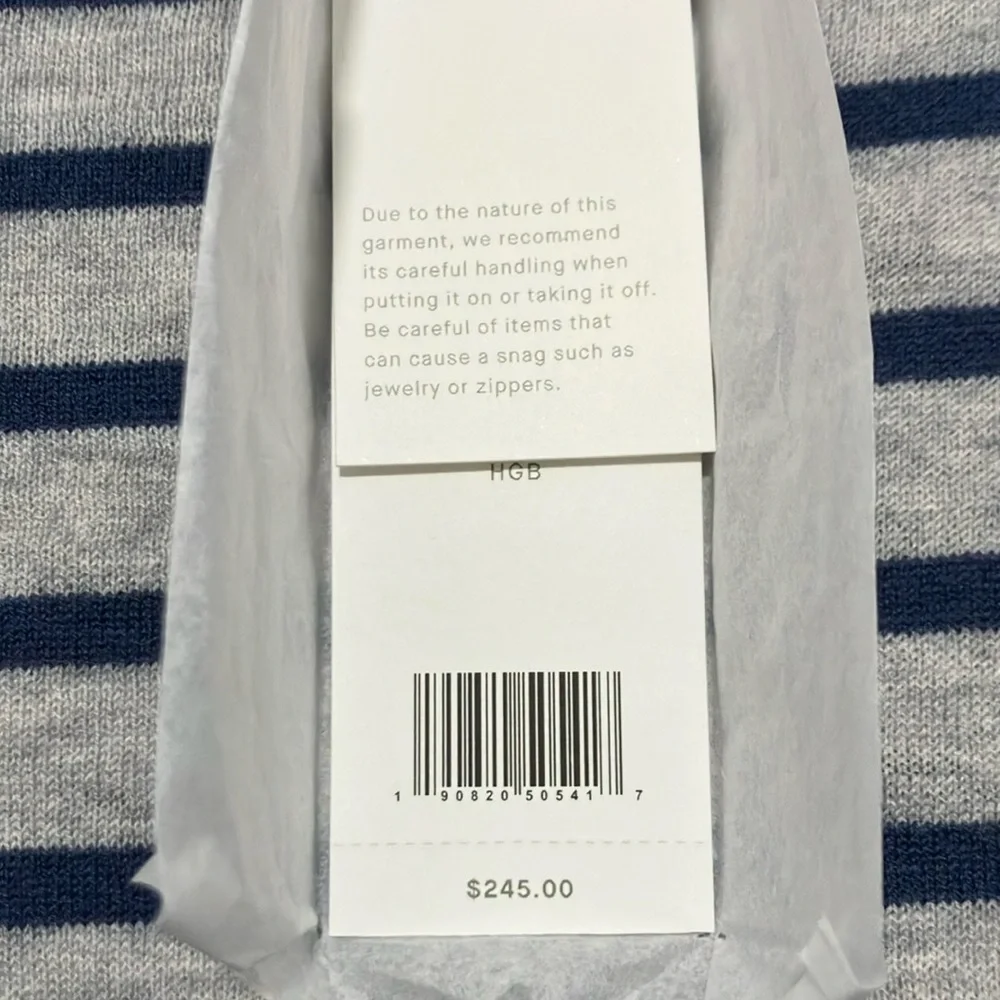 Due to the nature of this
garment, we recommend
its careful handling when
putting it on or taking it off.
Be careful of items that
can cause a snag such as
jewelry or zippers.
HGB
1 90820 50541 7
$245.00